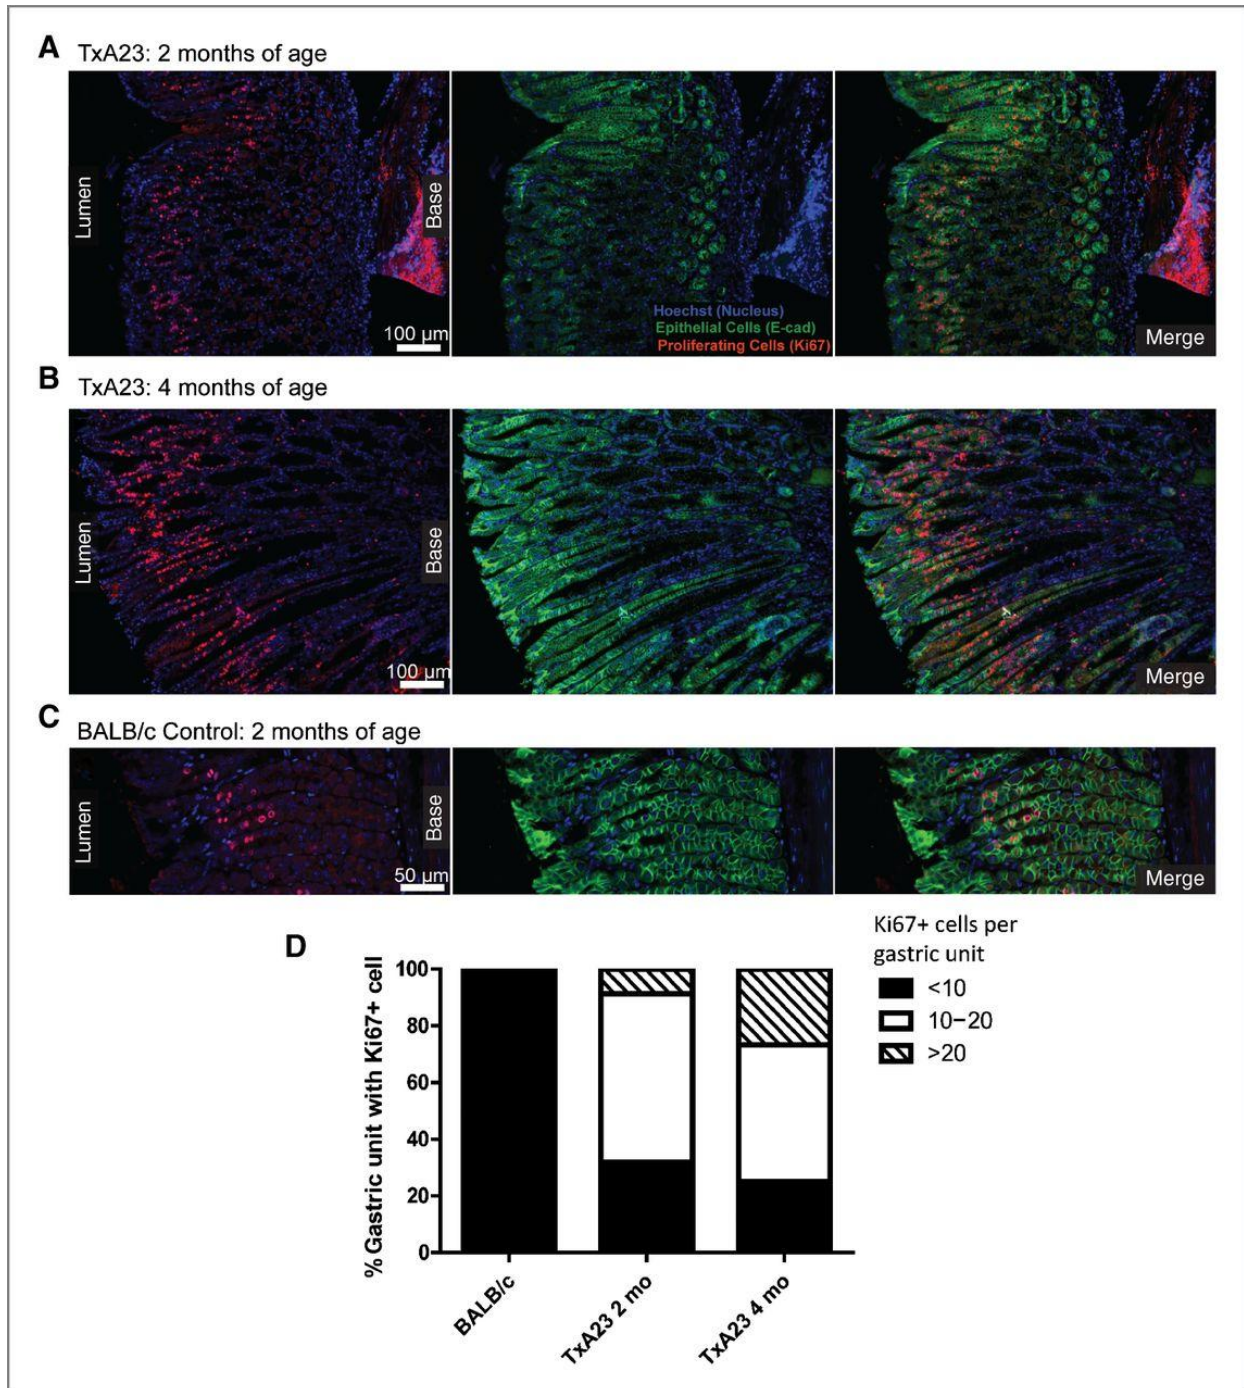 A TxA23: 2 months of age
Lumen
Base
100 µm
Hoechst (Nucleus)
Epithelial Cells (E-cad)
Proliferating Cells (Ki67)
Merge
B TxA23: 4 months of age
Lumen
Base
100 µm
Merge
C BALB/c Control: 2 months of age
Lumen
Base
50 µm
Merge
D
Ki67+ cells per
gastric unit
<10
10–20
>20
% Gastric unit with Ki67+ cell
100
80
60
40
20
0
BALB/c
TxA23 2 mo
TxA23 4 mo